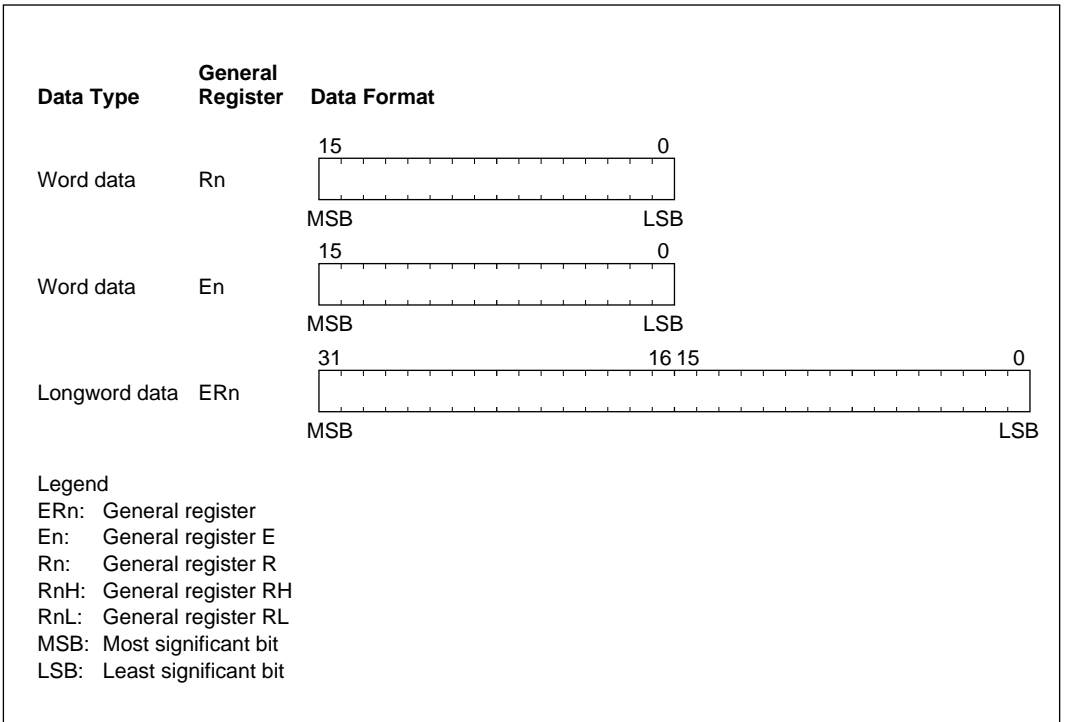 General
Data Type Register Data Format
15 0
Word data Rn
MSB LSB
15 0
Word data En
MSB LSB
31 16 15 0
Longword data ERn
MSB LSB
Legend
ERn: General register
En: General register E
Rn: General register R
RnH: General register RH
RnL: General register RL
MSB: Most significant bit
LSB: Least significant bit